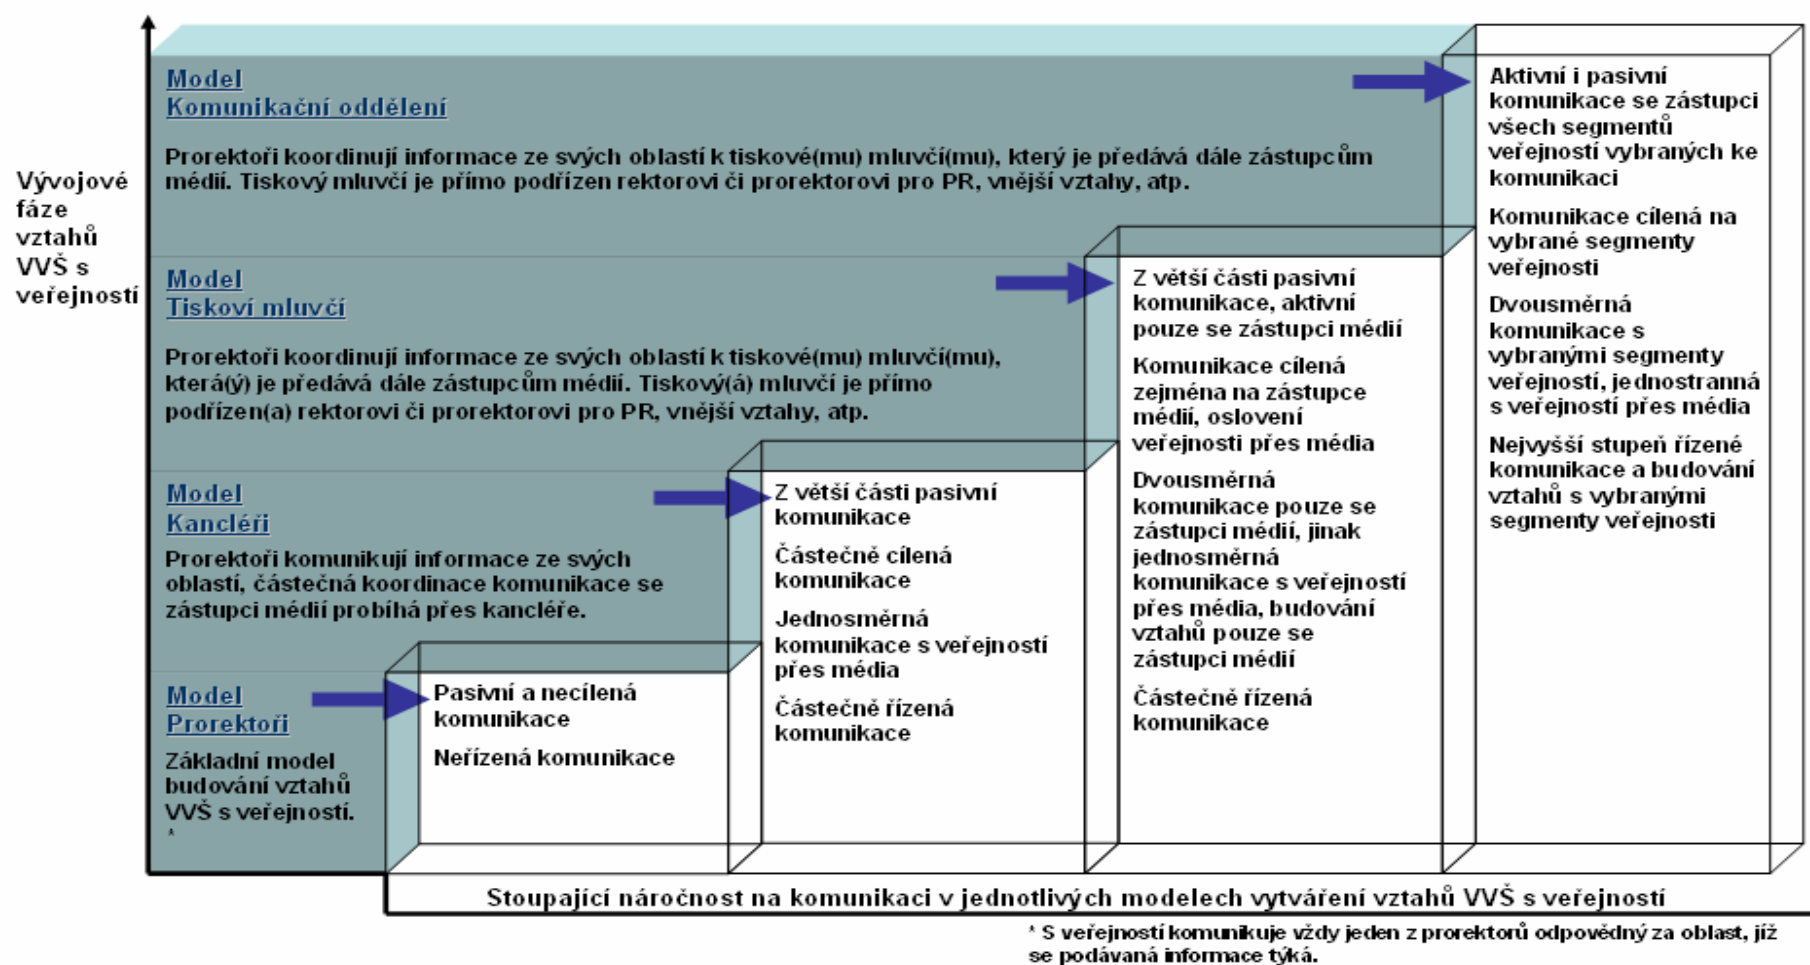 Vývojové
fáze
vztahů
VVŠ s
veřejností
Model
Komunikační oddělení
Prorektoři koordinují informace ze svých oblastí k tiskové(mu) mluvčí(mu), který je předává dále zástupcům
médií. Tiskový mluvčí je přímo podřízen rektorovi či prorektorovi pro PR, vnější vztahy, atp.
Aktivní i pasivní
komunikace se zástupci
všech segmentů
veřejností vybraných ke
komunikaci
Komunikace cílená na
vybrané segmenty
veřejnosti
Dvousměrná
komunikace s
vybranými segmenty
veřejností, jednostranná
s veřejností přes média
Nejvyšší stupeň řízené
komunikace a budování
vztahů s vybranými
segmenty veřejnosti
Model
Tiskoví mluvčí
Prorektoři koordinují informace ze svých oblastí k tiskové(mu) mluvčí(mu),
která(ý) je předává dále zástupcům médií. Tiskový(á) mluvčí je přímo
podřízen(a) rektorovi či prorektorovi pro PR, vnější vztahy, atp.
Z větší části pasivní
komunikace, aktivní
pouze se zástupci médií
Komunikace cílená
zejména na zástupce
médií, oslovení
veřejnosti přes média
Dvousměrná
komunikace pouze se
zástupci médií, jinak
jednosměrná
komunikace s veřejností
přes média, budování
vztahů pouze se
zástupci médií
Částečně řízená
komunikace
Model
Kancléři
Prorektoři komunikují informace ze svých
oblastí, částečná koordinace komunikace se
zástupci médií probíhá přes kancléře.
Z větší části pasivní
komunikace
Částečně cílená
komunikace
Jednosměrná
komunikace s veřejností
přes média
Částečně řízená
komunikace
Model
Prorektoři
Základní model
budování vztahů
VVŠ s veřejností.
*
Pasivní a necílená
komunikace
Neřízená komunikace
Stoupající náročnost na komunikaci v jednotlivých modelech vytváření vztahů VVŠ s veřejností
* S veřejností komunikuje vždy jeden z prorektorů odpovědný za oblast, jíž
se podávaná informace týká.